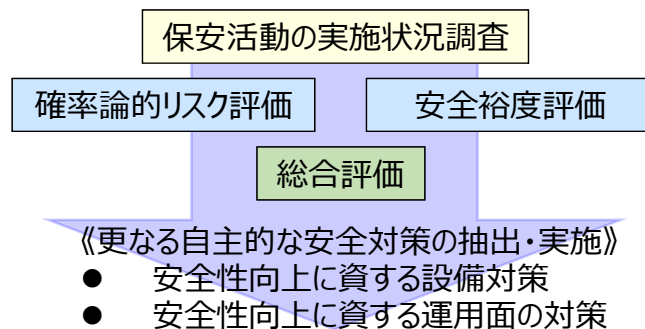 保安活動の実施状況調査
確率論的リスク評価
安全裕度評価
総合評価
《更なる自主的な安全対策の抽出・実施》
● 安全性向上に資する設備対策
● 安全性向上に資する運用面の対策